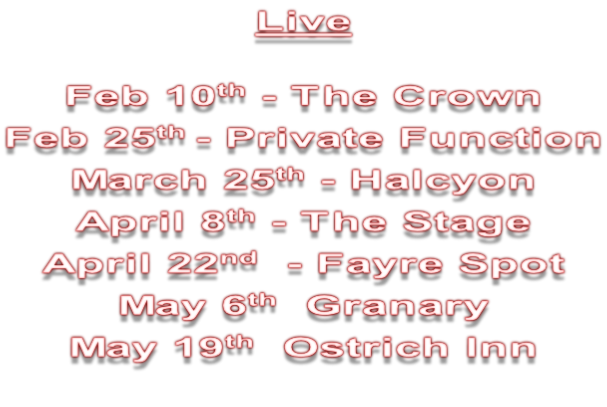 Live
Feb 10th - The Crown
Feb 25th - Private Function
March 25th - Halcyon
April 8th - The Stage
April 22nd  - Fayre Spot
May 6th  Granary
May 19th  Ostrich Inn